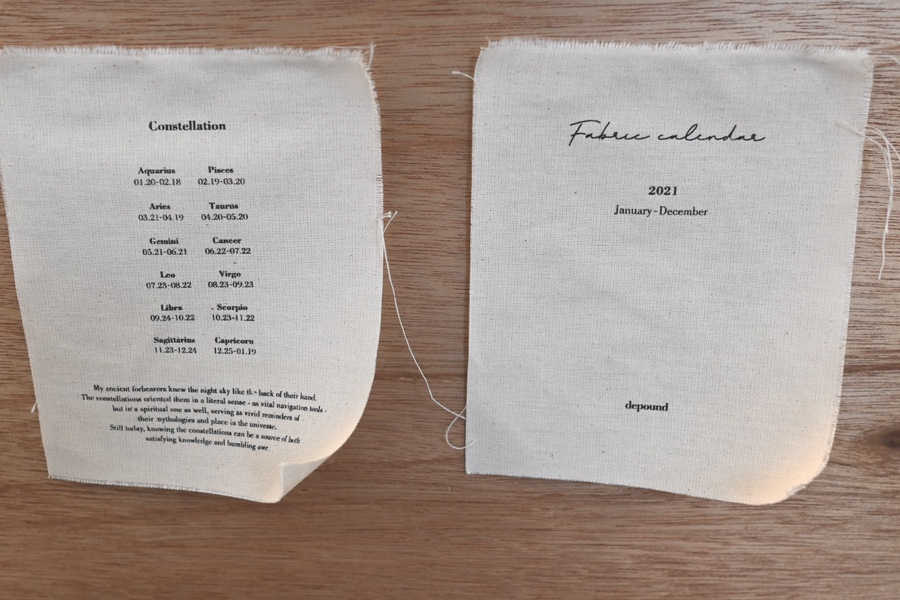 Constellation
Aquarius Pisces
01.20-02.18 02.19-03.20
Aries Taurus
03.21-04.19 04.20-05.20
Gemini Cancer
05.21-06.21 06.22-07.22
Leo Virgo
07.23-08.22 08.23-09.23
Libra Scorpio
09.24-10.22 10.23-11.22
Sagittarius Capricorn
11.23-12.24 12.25-01.19
My ancient forbearers knew the night sky like the back of their hand.
The constellations oriented them in a literal sense - as vital navigation tools -
but in a spiritual one as well, serving as vivid reminders of
their mythologies and place in the universe.
Still today, knowing the constellations can be a source of both
satisfying knowledge and humbling awe.
Fabric calendar
2021
January - December
depound